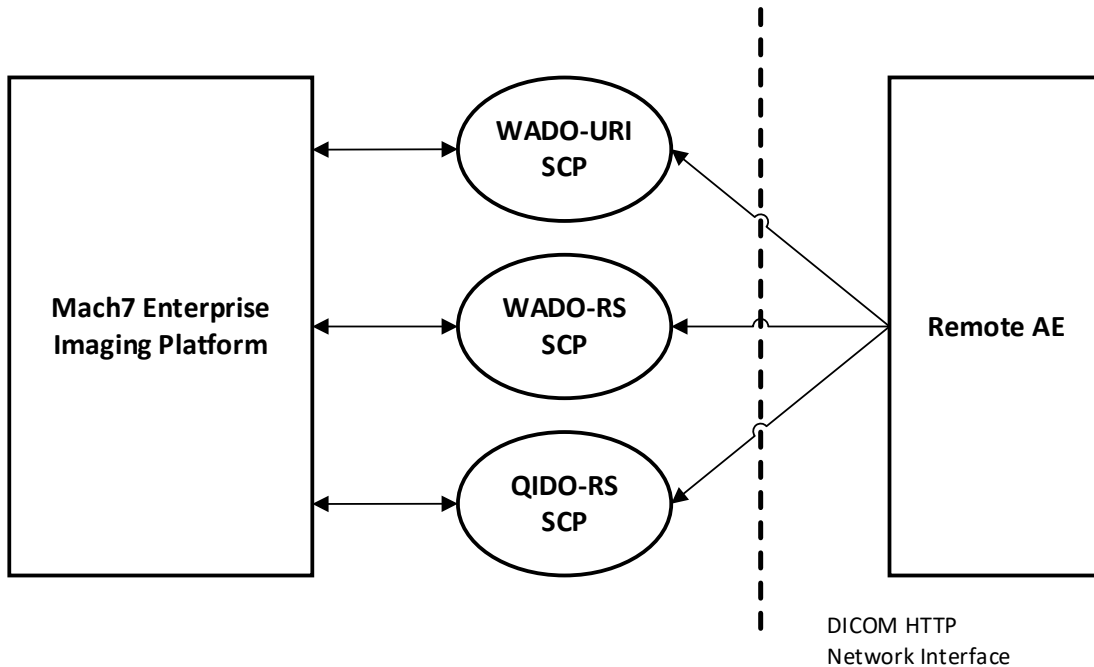 WADO-URI
SCP
Mach7 Enterprise
Imaging Platform
WADO-RS
SCP
Remote AE
QIDO-RS
SCP
DICOM HTTP
Network Interface